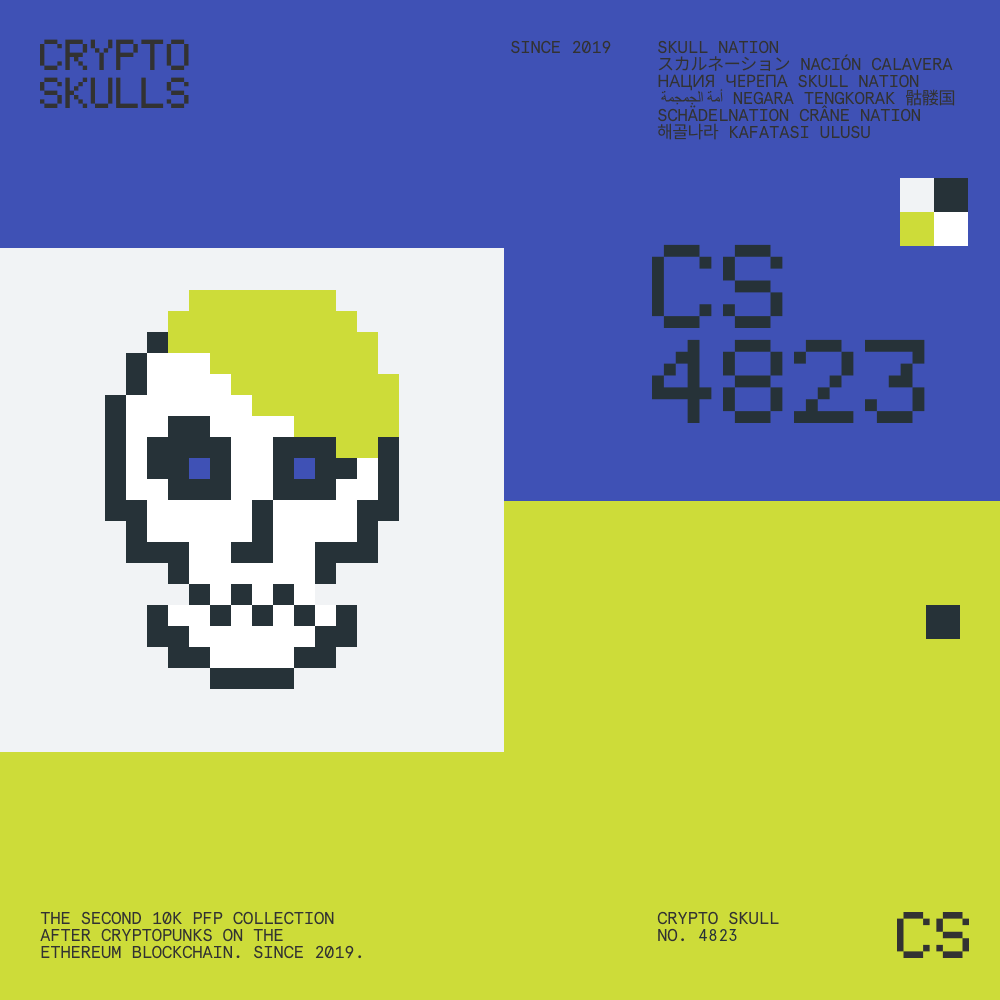 CRYPTO
SKULLS
SINCE 2019
SKULL NATION
スカルネーション NACIÓN CALAVERA
НАЦИЯ ЧЕРЕПА SKULL NATION
أمة الجمجمة NEGARA TENGKORAK 骷髅国
SCHÄDELNATION CRÂNE NATION
해골나라 KAFATASI ULUSU
CS
4823
THE SECOND 10K PFP COLLECTION
AFTER CRYPTOPUNKS ON THE
ETHEREUM BLOCKCHAIN. SINCE 2019.
CRYPTO SKULL
NO. 4823
CS